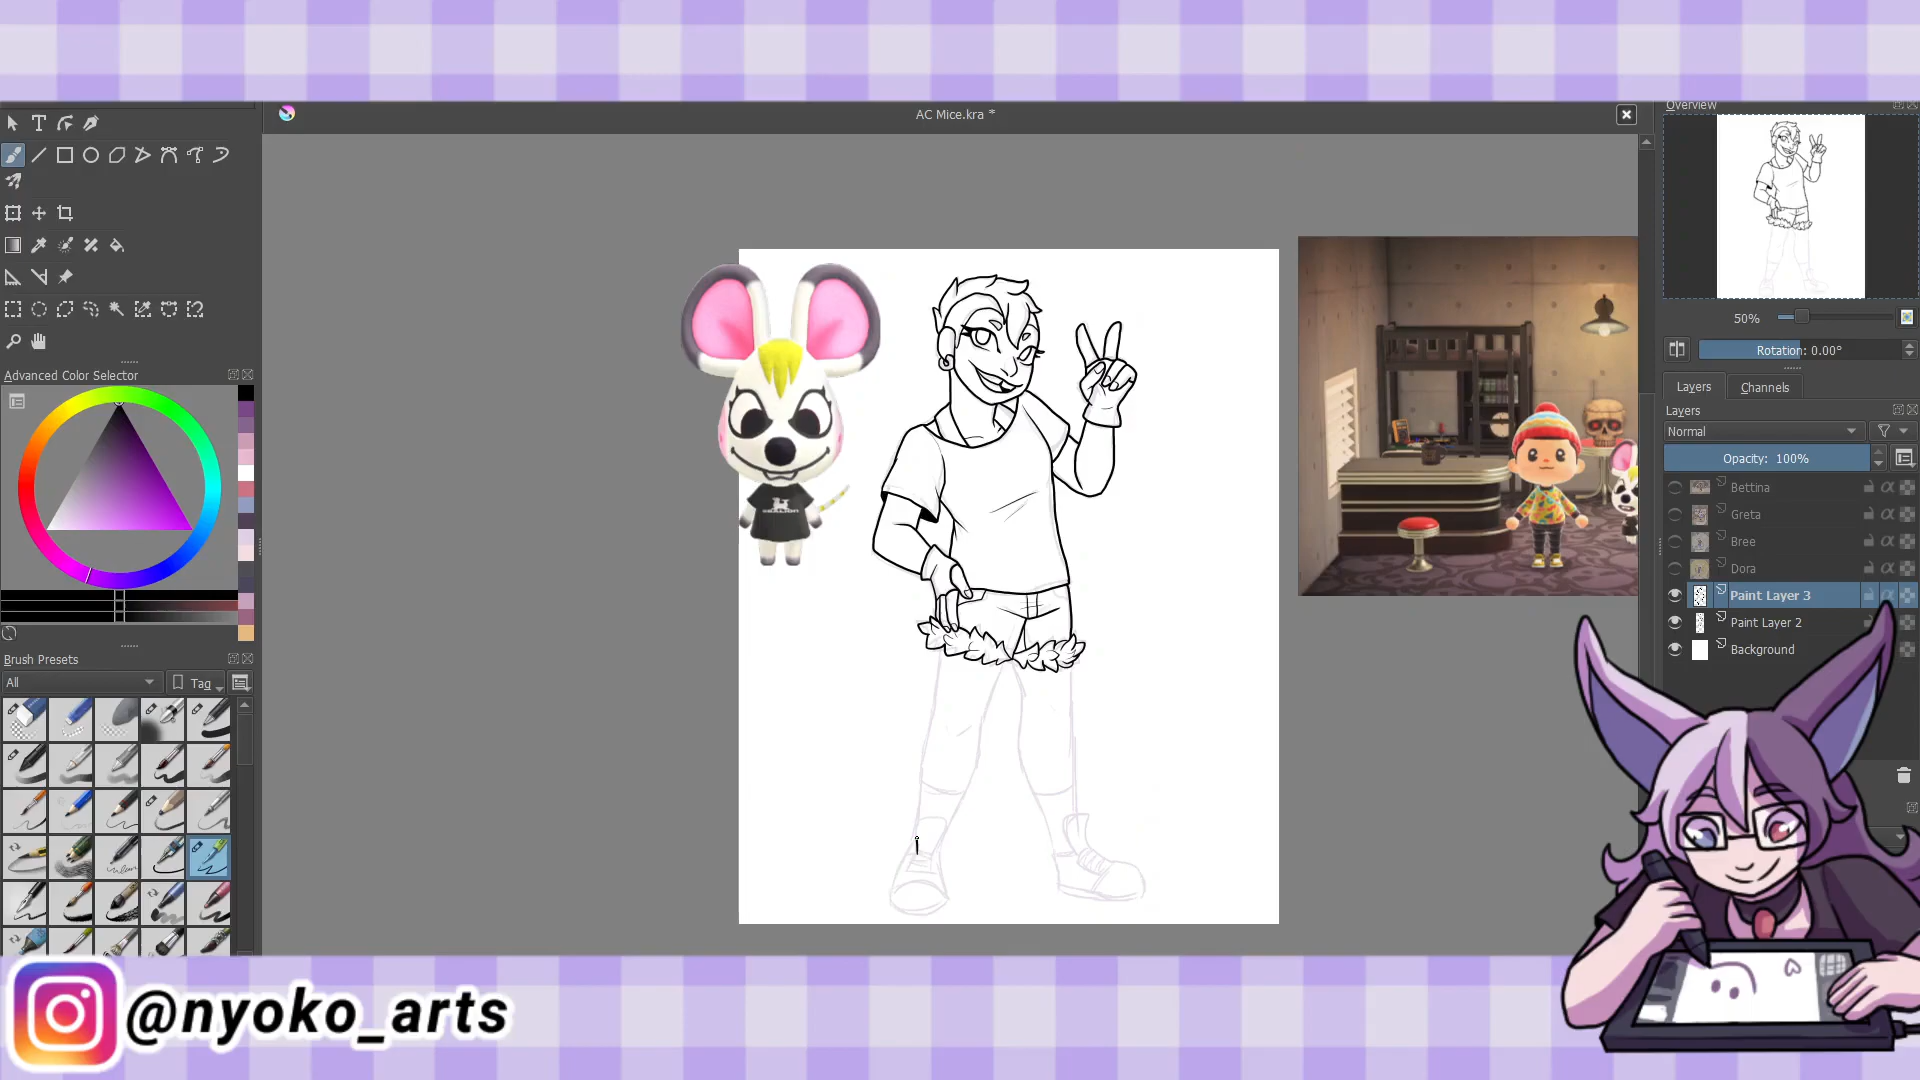 AC Mice.kra *
Overview
50%
Rotation: 0.00°
Layers
Channels
Advanced Color Selector
Layers
Normal
Opacity: 100%
Bettina
Greta
Bree
Dora
Paint Layer 3
Paint Layer 2
Background
Brush Presets
All
Tag
@nyoko_arts